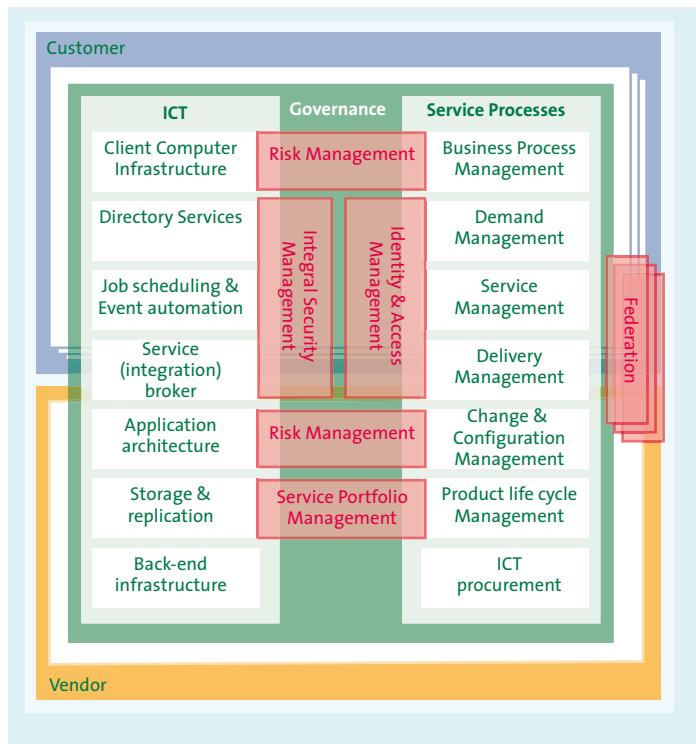 Customer
ICT
Governance
Service Processes
Client Computer
Infrastructure
Risk Management
Business Process
Management
Directory Services
Integral Security
Management
Identity & Access
Management
Demand
Management
Job scheduling &
Event automation
Service
Management
Federation
Service
(integration)
broker
Delivery
Management
Application
architecture
Risk Management
Change &
Configuration
Management
Storage &
replication
Service Portfolio
Management
Product life cycle
Management
Back-end
infrastructure
ICT
procurement
Vendor